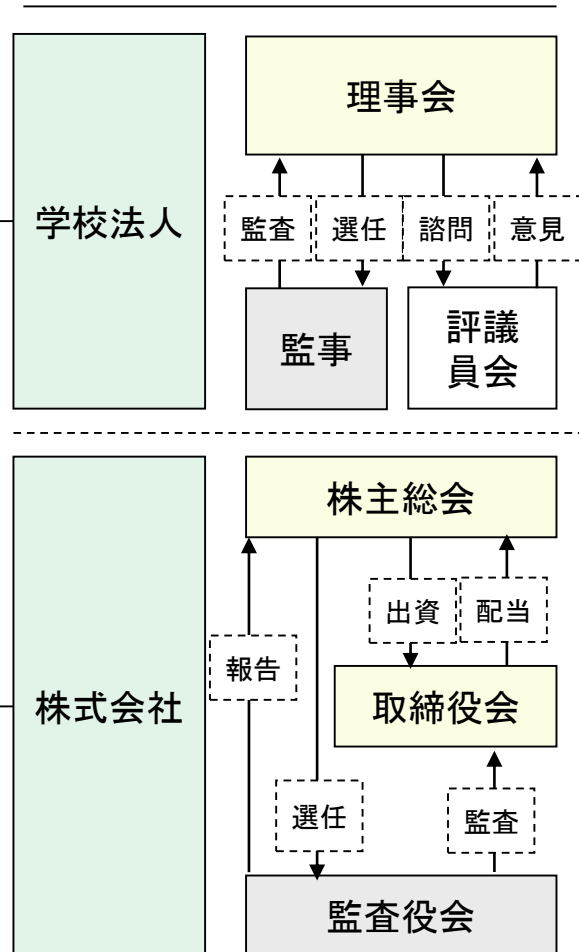 学校法人
理事会
監査
選任
諮問
意見
監事
評議
員会
株式会社
株主総会
出資
配当
報告
取締役会
選任
監査
監査役会